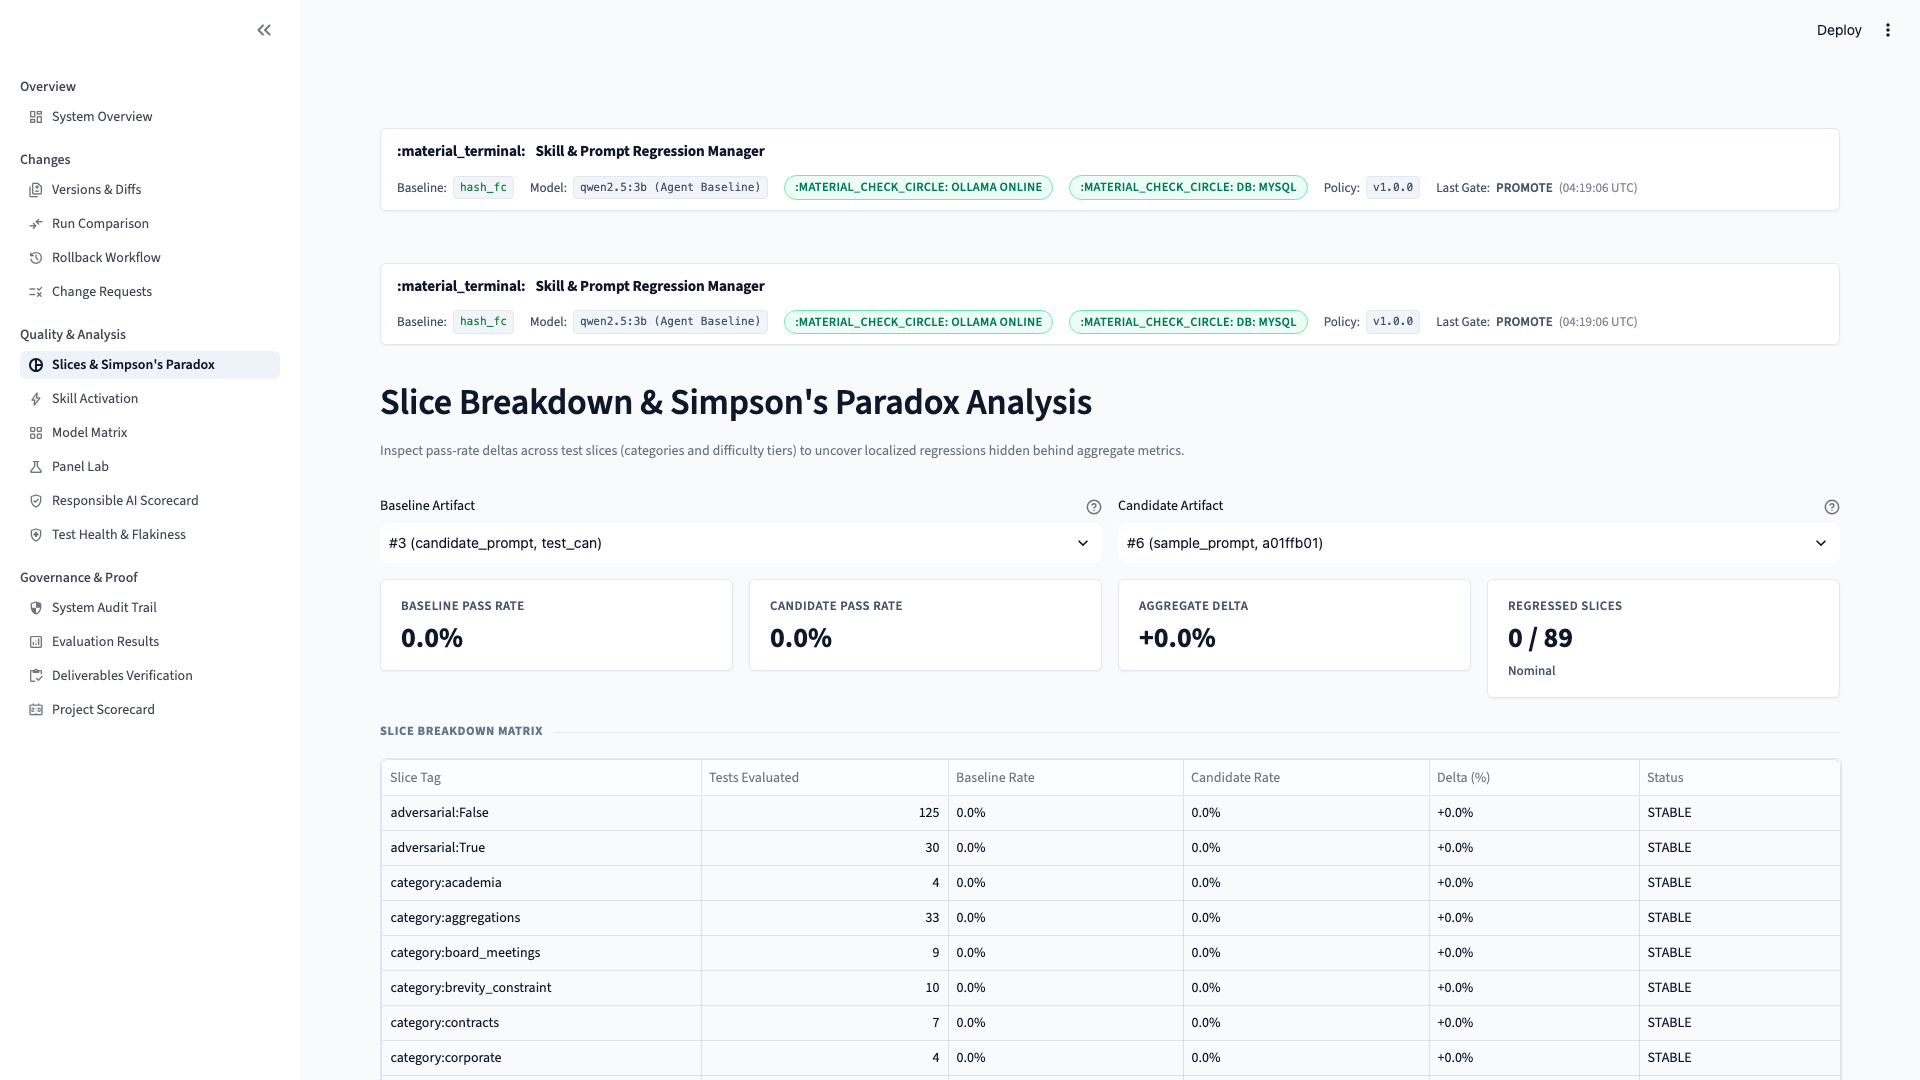 Deploy
Overview
System Overview
Changes
Versions & Diffs
Run Comparison
Rollback Workflow
Change Requests
Quality & Analysis
Slices & Simpson's Paradox
Skill Activation
Model Matrix
Panel Lab
Responsible AI Scorecard
Test Health & Flakiness
Governance & Proof
System Audit Trail
Evaluation Results
Deliverables Verification
Project Scorecard
:material_terminal: Skill & Prompt Regression Manager
Baseline: hash_fc Model: qwen2.5:3b (Agent Baseline) :MATERIAL_CHECK_CIRCLE: OLLAMA ONLINE :MATERIAL_CHECK_CIRCLE: DB: MYSQL Policy: v1.0.0 Last Gate: PROMOTE (04:19:06 UTC)
:material_terminal: Skill & Prompt Regression Manager
Baseline: hash_fc Model: qwen2.5:3b (Agent Baseline) :MATERIAL_CHECK_CIRCLE: OLLAMA ONLINE :MATERIAL_CHECK_CIRCLE: DB: MYSQL Policy: v1.0.0 Last Gate: PROMOTE (04:19:06 UTC)
Slice Breakdown & Simpson's Paradox Analysis
Inspect pass-rate deltas across test slices (categories and difficulty tiers) to uncover localized regressions hidden behind aggregate metrics.
Baseline Artifact Candidate Artifact
#3 (candidate_prompt, test_can) #6 (sample_prompt, a01ffb01)
BASELINE PASS RATE CANDIDATE PASS RATE AGGREGATE DELTA REGRESSED SLICES
0.0% 0.0% +0.0% 0 / 89
Nominal
SLICE BREAKDOWN MATRIX
Slice Tag Tests Evaluated Baseline Rate Candidate Rate Delta (%) Status
adversarial:False 125 0.0% 0.0% +0.0% STABLE
adversarial:True 30 0.0% 0.0% +0.0% STABLE
category:academia 4 0.0% 0.0% +0.0% STABLE
category:aggregations 33 0.0% 0.0% +0.0% STABLE
category:board_meetings 9 0.0% 0.0% +0.0% STABLE
category:brevity_constraint 10 0.0% 0.0% +0.0% STABLE
category:contracts 7 0.0% 0.0% +0.0% STABLE
category:corporate 4 0.0% 0.0% +0.0% STABLE